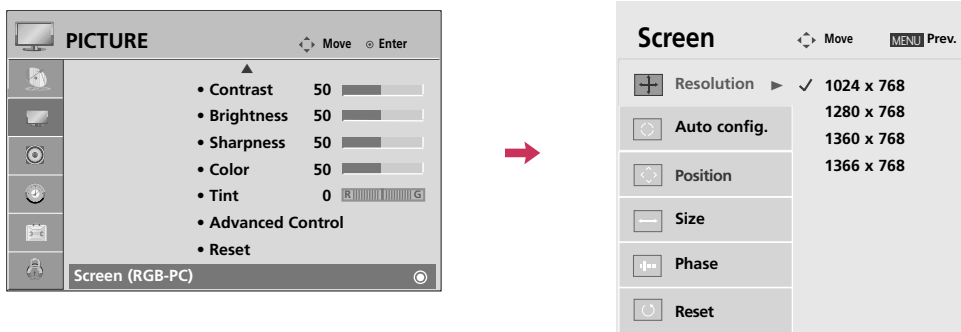 PICTURE
Move
Enter
• Contrast 50
• Brightness 50
• Sharpness 50
• Color 50
• Tint 0 R G
• Advanced Control
• Reset
Screen (RGB-PC)
Screen
Move
MENU Prev.
Resolution ► ✓ 1024 x 768
1280 x 768
1360 x 768
1366 x 768
Auto config.
Position
Size
Phase
Reset